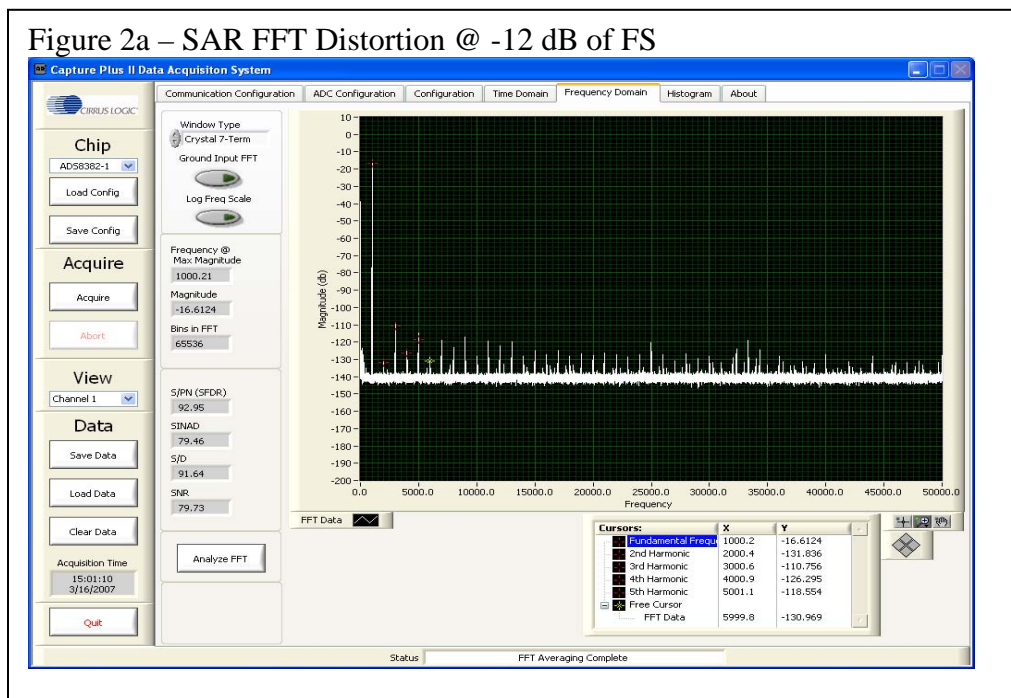 Figure 2a – SAR FFT Distortion @ -12 dB of FS
Capture Plus II Data Acquisiton System
CIRRUS LOGIC
Chip
AD58382-1
Load Config
Save Config
Acquire
Acquire
Abort
View
Channel 1
Data
Save Data
Load Data
Clear Data
Acquisition Time
15:01:10
3/16/2007
Quit
Communication Configuration
ADC Configuration
Configuration
Time Domain
Frequency Domain
Histogram
About
Window Type
Crystal 7-Term
Ground Input FFT
Log Freq Scale
Frequency @
Max Magnitude
1000.21
Magnitude
-16.6124
Bins in FFT
65536
S/PN (SFDR)
92.95
SINAD
79.46
S/D
91.64
SNR
79.73
Analyze FFT
Magnitude (db)
10
0
-10
-20
-30
-40
-50
-60
-70
-80
-90
-100
-110
-120
-130
-140
-150
-160
-170
-180
-190
-200
0.0 5000.0 10000.0 15000.0 20000.0 25000.0 30000.0 35000.0 40000.0 45000.0 50000.0
Frequency
FFT Data
Cursors: X Y
Fundamental Frequ 1000.2 -16.6124
2nd Harmonic 2000.4 -131.836
3rd Harmonic 3000.6 -110.756
4th Harmonic 4000.9 -126.295
5th Harmonic 5001.1 -118.554
Free Cursor
FFT Data 5999.8 -130.969
Status FFT Averaging Complete